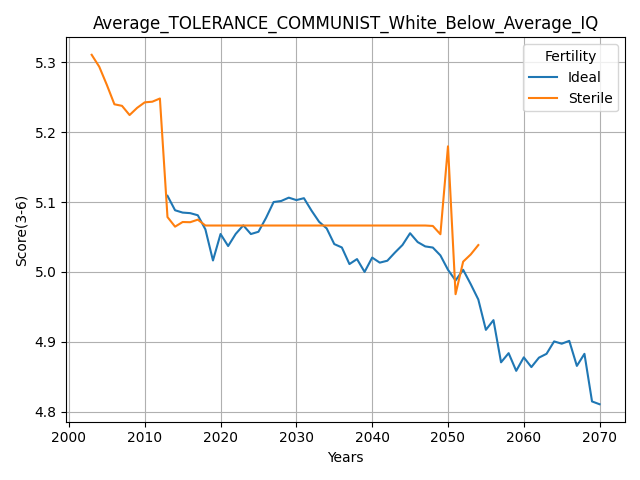 Average_TOLERANCE_COMMUNIST_White_Below_Average_IQ
Fertility
Ideal
Sterile
Score(3-6)
5.3
5.2
5.1
5.0
4.9
4.8
2000 2010 2020 2030 2040 2050 2060 2070
Years